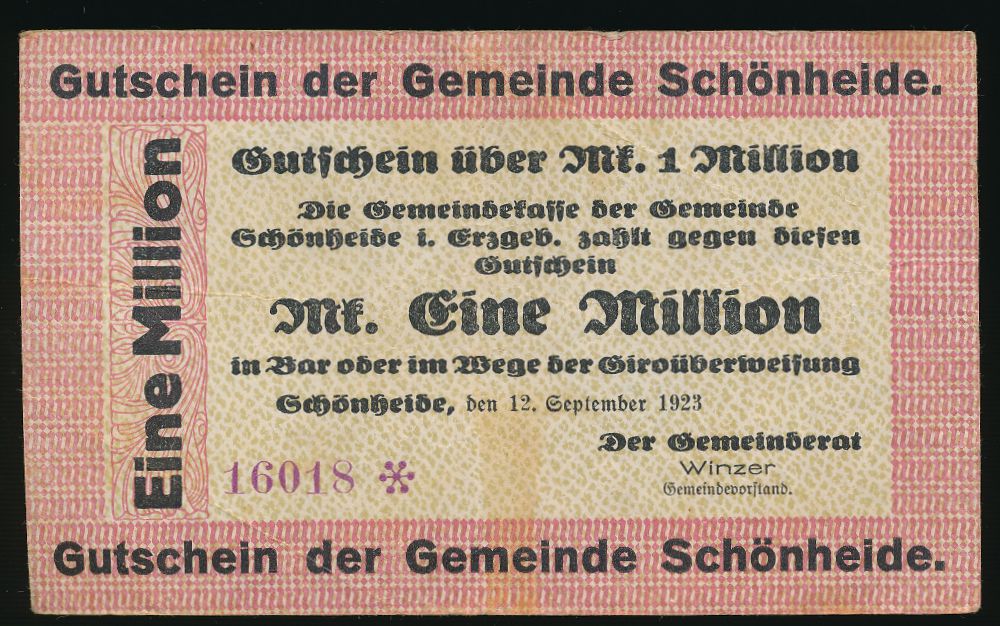 Gutschein der Gemeinde Schönheide.
Eine Million
Gutschein über Mk. 1 Million
Die Gemeindekasse der Gemeinde
Schönheide i. Erzgeb. zahlt gegen diesen
Gutschein
Mk. Eine Million
in Bar oder im Wege der Giroüberweisung
Schönheide, den 12. September 1923
Der Gemeinderat
Winzer
Gemeindevorstand.
16018 *
Gutschein der Gemeinde Schönheide.